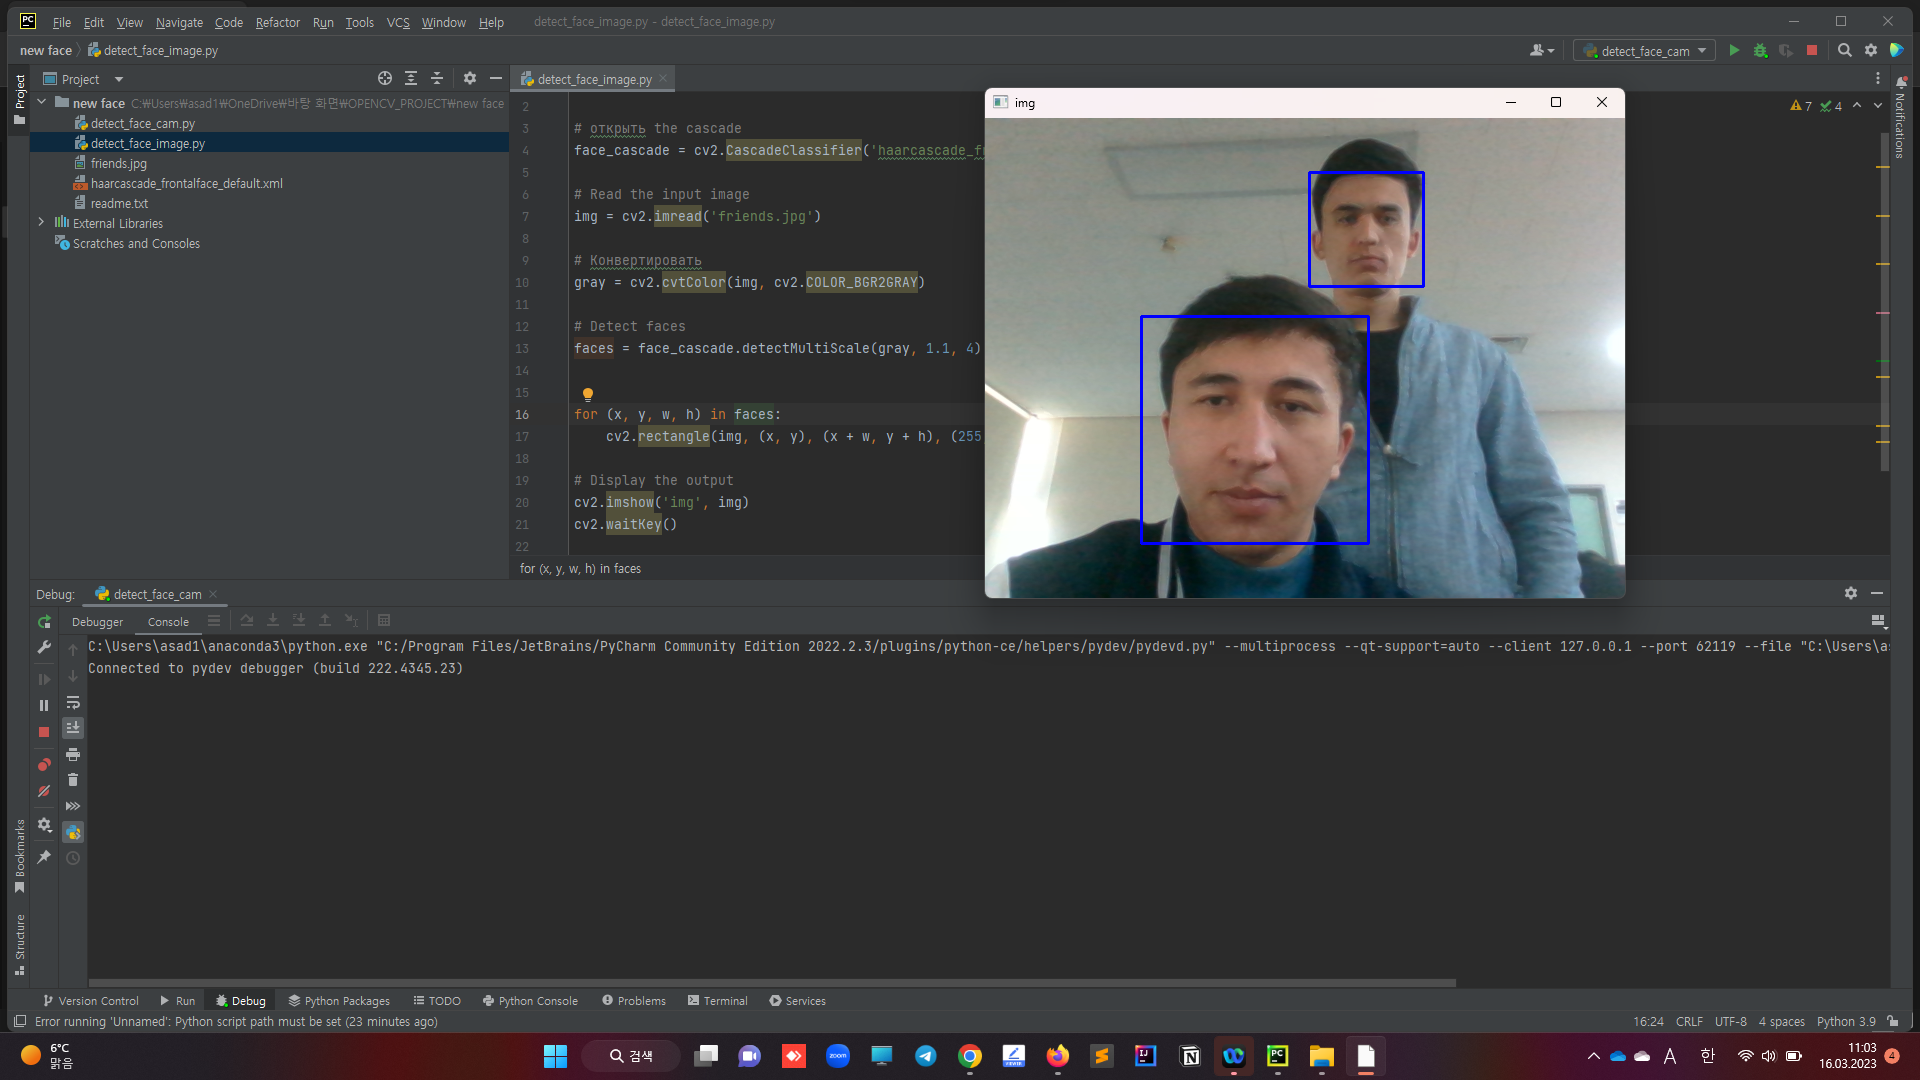 File Edit View Navigate Code Refactor Run Tools VCS Window Help detect_face_image.py - detect_face_image.py
new face detect_face_image.py detect_face_cam
Project
Project
detect_face_image.py
new face C:₩Users₩asad1₩OneDrive₩바탕 화면₩OPENCV_PROJECT₩new face
detect_face_cam.py
detect_face_image.py
friends.jpg
haarcascade_frontalface_default.xml
readme.txt
External Libraries
Scratches and Consoles
2
3 # открыть the cascade
4 face_cascade = cv2.CascadeClassifier('haarcascade_f
5
6 # Read the input image
7 img = cv2.imread('friends.jpg')
8
9 # Конвертировать
10 gray = cv2.cvtColor(img, cv2.COLOR_BGR2GRAY)
11
12 # Detect faces
13 faces = face_cascade.detectMultiScale(gray, 1.1, 4)
14
15
16 for (x, y, w, h) in faces:
17 cv2.rectangle(img, (x, y), (x + w, y + h), (255
18
19 # Display the output
20 cv2.imshow('img', img)
21 cv2.waitKey()
22
for (x, y, w, h) in faces
img
7 4
Notifications
Debug: detect_face_cam
Debugger Console
C:\Users\asad1\anaconda3\python.exe "C:/Program Files/JetBrains/PyCharm Community Edition 2022.2.3/plugins/python-ce/helpers/pydev/pydevd.py" --multiprocess --qt-support=auto --client 127.0.0.1 --port 62119 --file "C:\Users\a
Connected to pydev debugger (build 222.4345.23)
Bookmarks
Structure
Version Control Run Debug Python Packages TODO Python Console Problems Terminal Services
Error running 'Unnamed': Python script path must be set (23 minutes ago) 16:24 CRLF UTF-8 4 spaces Python 3.9
6°C
맑음
검색
zoom
A 한
11:03
16.03.2023
4